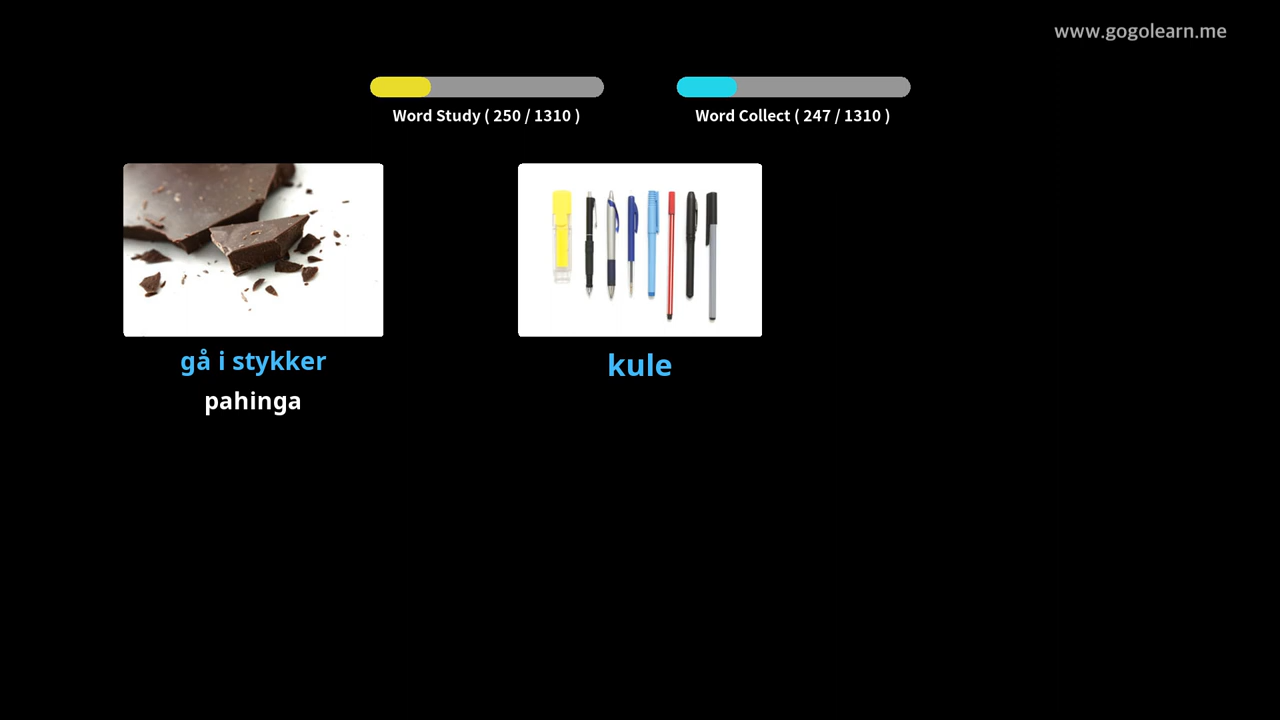 www.gogolearn.me
Word Study ( 250 / 1310 )
Word Collect ( 247 / 1310 )
gå i stykker
pahinga
kule